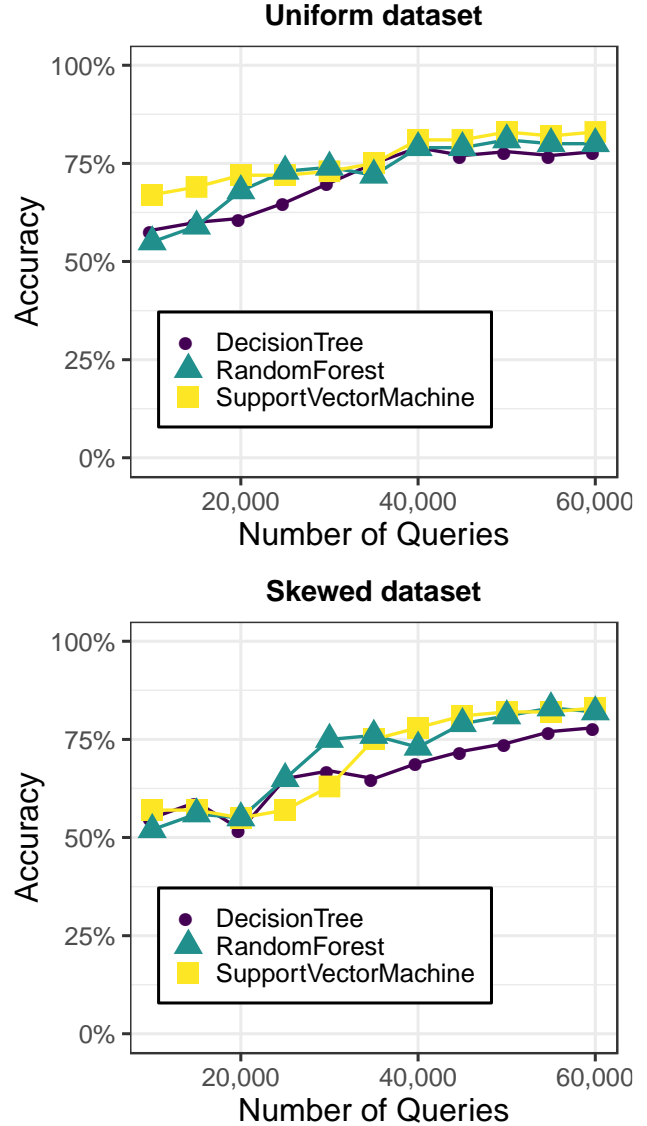 Uniform dataset
100%
75%
50%
25%
0%
Accuracy
DecisionTree
RandomForest
SupportVectorMachine
20,000 40,000 60,000
Number of Queries
Skewed dataset
100%
75%
50%
25%
0%
Accuracy
DecisionTree
RandomForest
SupportVectorMachine
20,000 40,000 60,000
Number of Queries